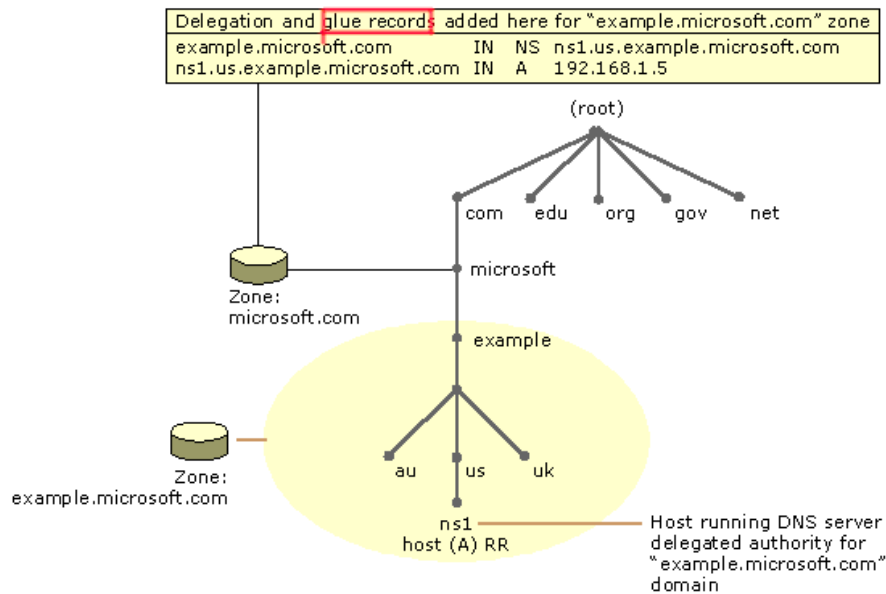 Delegation and glue records added here for “example.microsoft.com” zone
example.microsoft.com IN NS ns1.us.example.microsoft.com
ns1.us.example.microsoft.com IN A 192.168.1.5
(root)
com edu org gov net
microsoft
Zone:
microsoft.com
example
au us uk
Zone:
example.microsoft.com
ns1
host (A) RR
Host running DNS server
delegated authority for
“example.microsoft.com”
domain